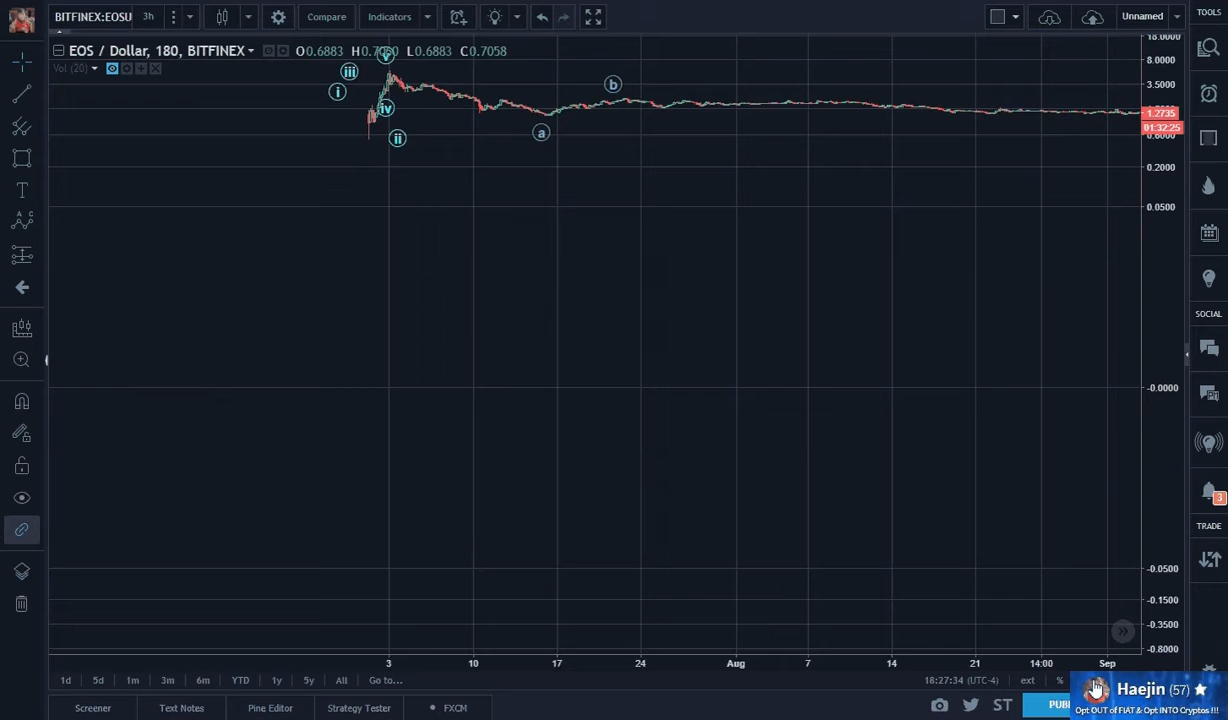 BITFINEX:EOSU 3h Compare Indicators Unnamed
EOS / Dollar, 180, BITFINEX O0.6883 H0.7060 L0.6883 C0.7058
Vol (20)
i
ii
iii
iv
v
a
b
18.0000
8.0000
3.5000
1.2735
01:32:25
0.6000
0.2000
0.0500
-0.0000
-0.0500
-0.1500
-0.3500
-0.8000
3 10 17 24 Aug 7 14 21 14:00 Sep
1d 5d 1m 3m 6m YTD 1y 5y All Go to... 18:27:34 (UTC-4) ext %
Screener Text Notes Pine Editor Strategy Tester FXCM ST PUB
TOOLS
SOCIAL
3
TRADE
Haejin (57)
Opt OUT of FIAT & Opt INTO Cryptos !!!